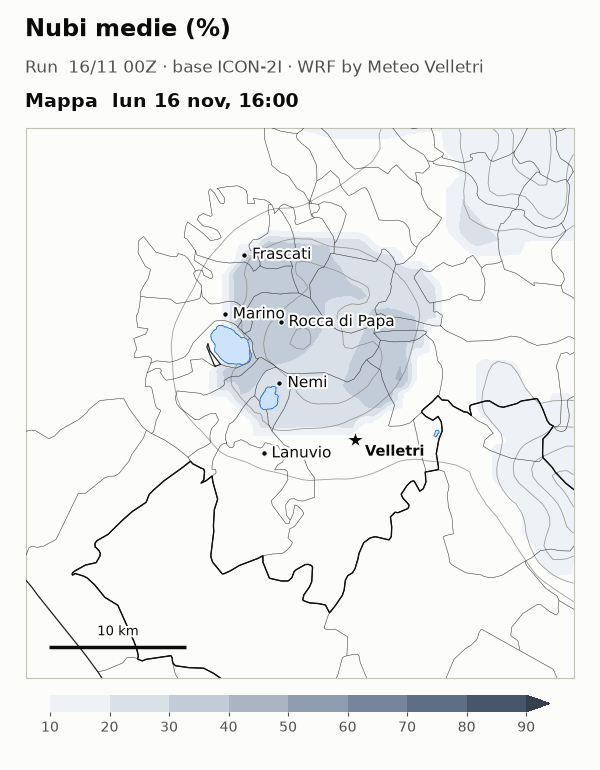 Nubi medie (%)
Run 16/11 00Z · base ICON-2I · WRF by Meteo Velletri
Mappa lun 16 nov, 16:00
Frascati
Marino
Rocca di Papa
Nemi
Lanuvio
Velletri
10 km
10 20 30 40 50 60 70 80 90